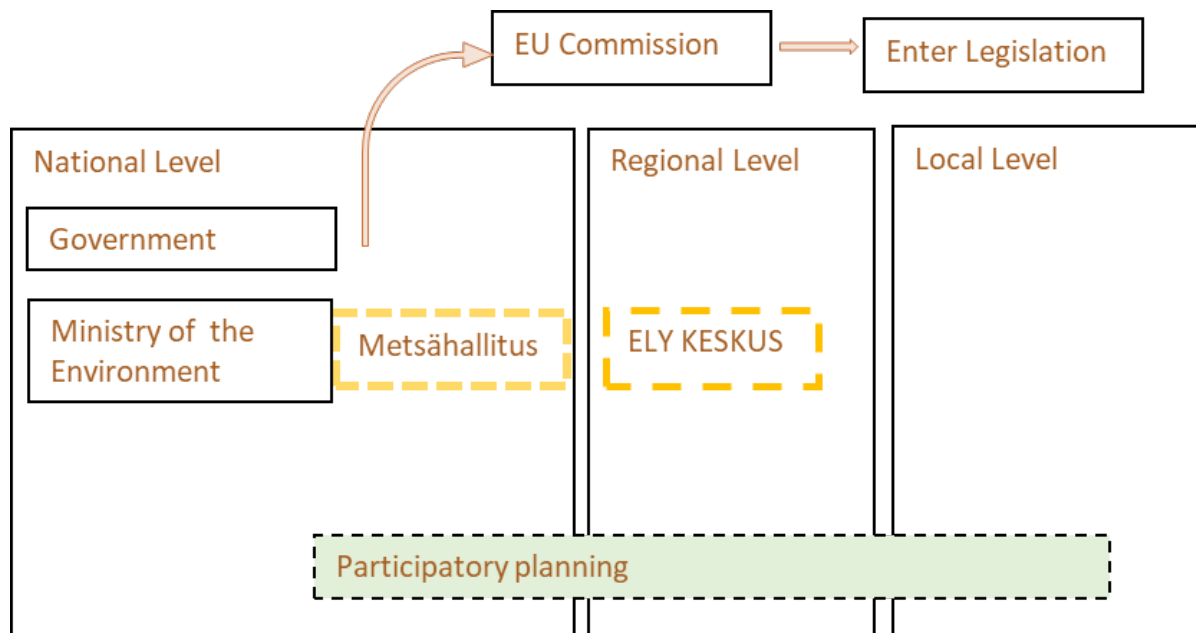 EU Commission
Enter Legislation
National Level
Regional Level
Local Level
Government
Ministry of the
Environment
Metsähallitus
ELY KESKUS
Participatory planning